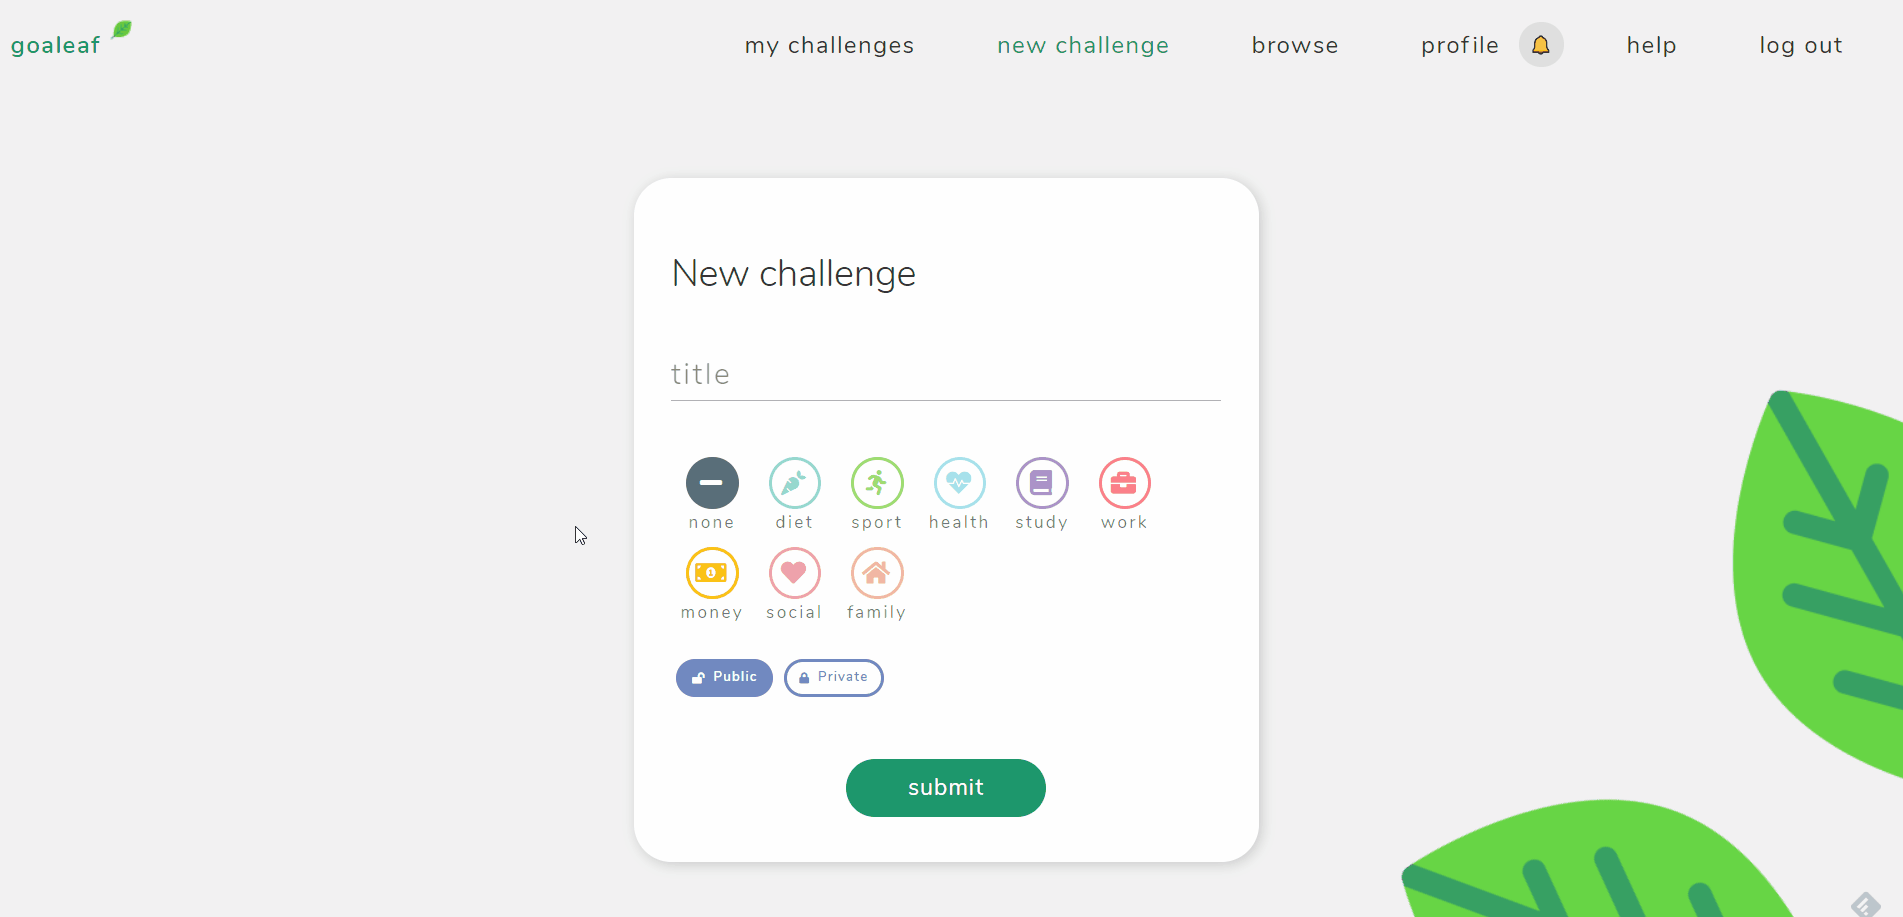 goaleaf
my challenges new challenge browse profile help log out
New challenge
title
none diet sport health study work
1
money social family
Public Private
submit